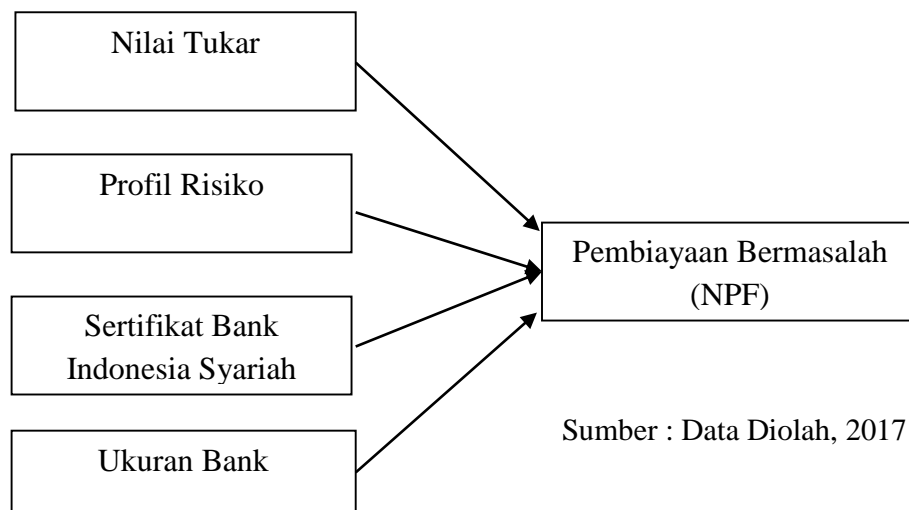 Nilai Tukar
Profil Risiko
Sertifikat Bank
Indonesia Syariah
Ukuran Bank
Pembiayaan Bermasalah
(NPF)
Sumber : Data Diolah, 2017